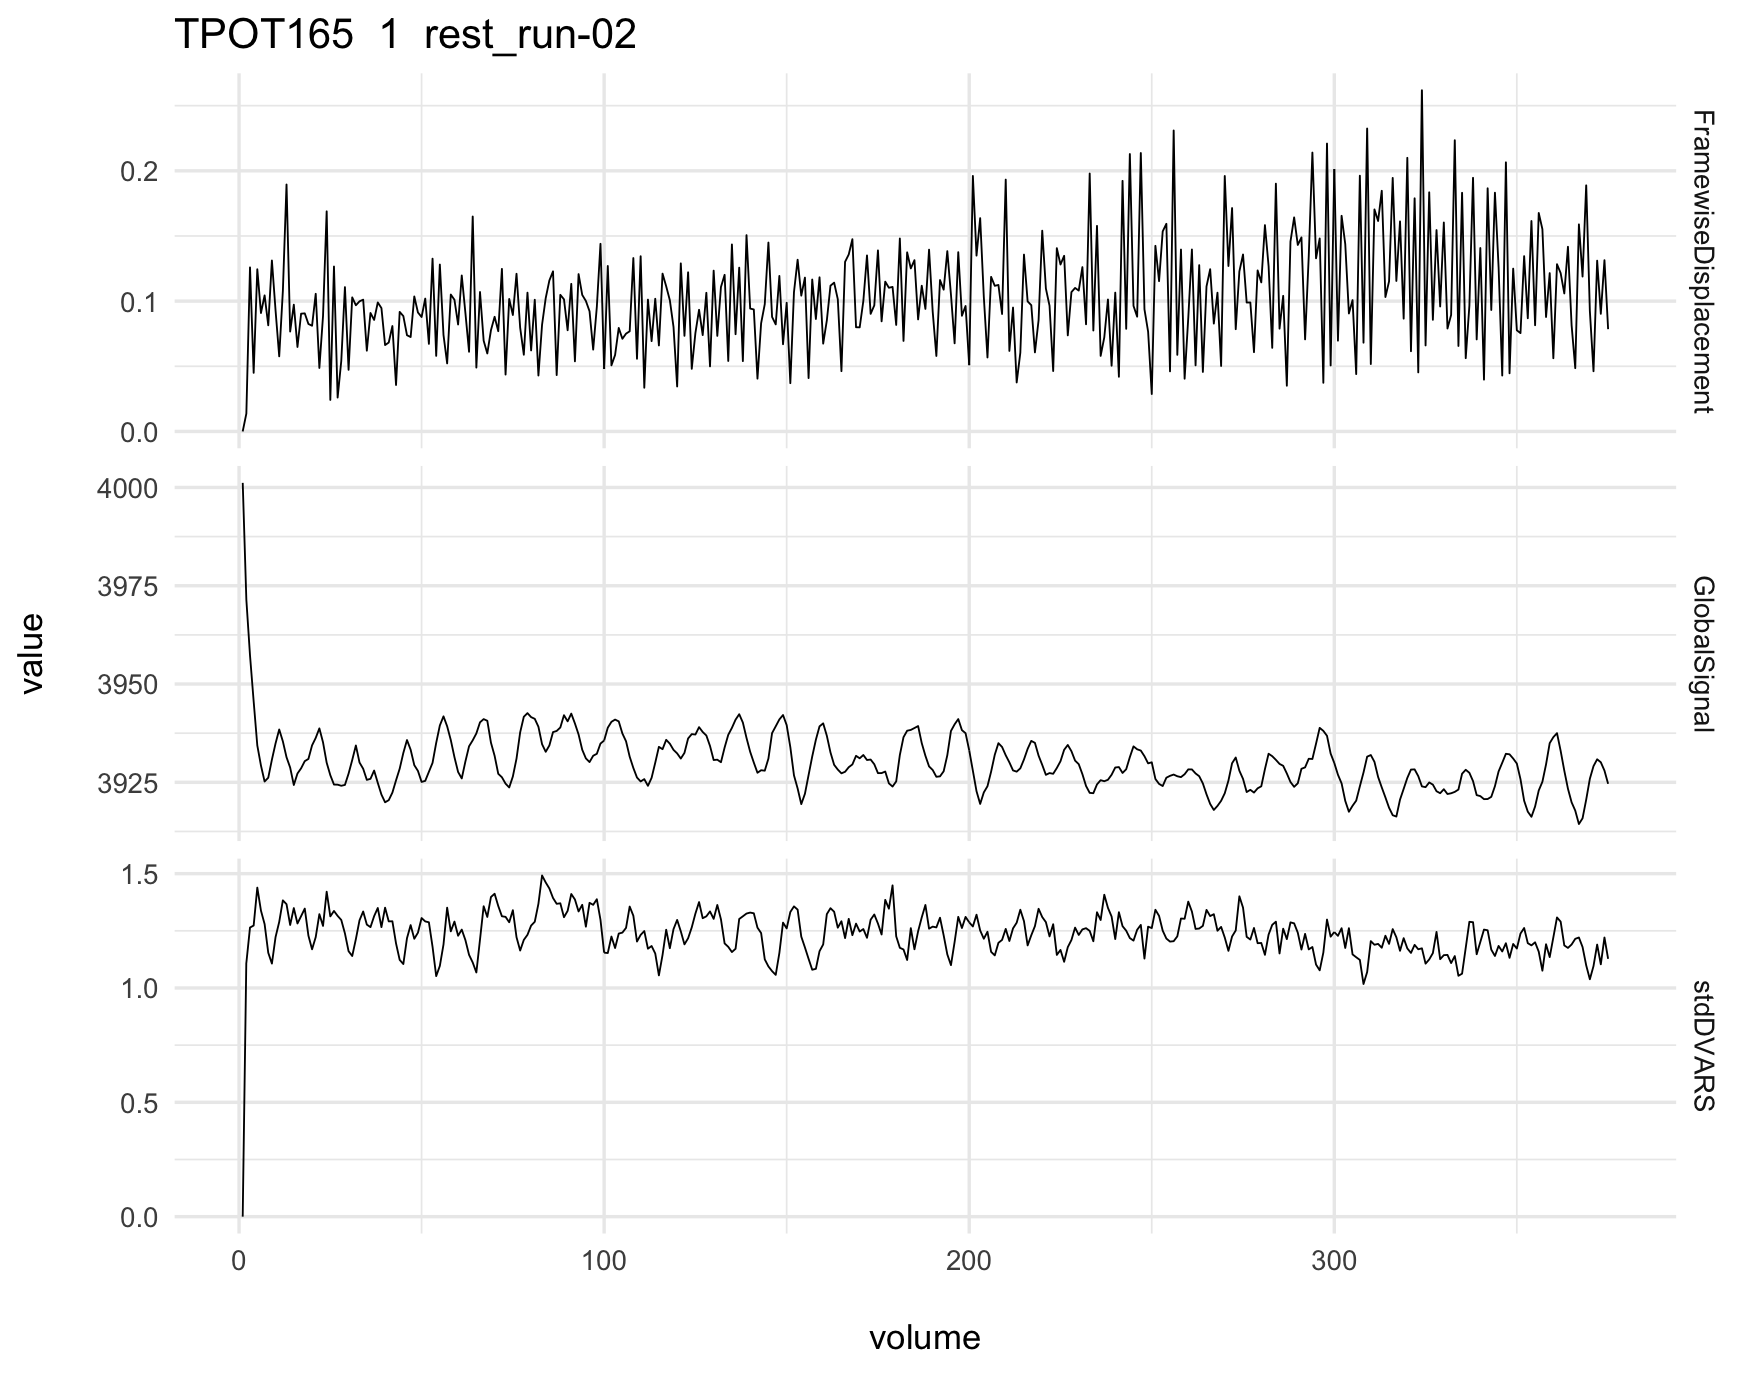 TPOT165 1 rest_run-02
0.2
0.1
0.0
FramewiseDisplacement
4000
3975
3950
3925
GlobalSignal
1.5
1.0
0.5
0.0
stdDVARS
value
0 100 200 300
volume